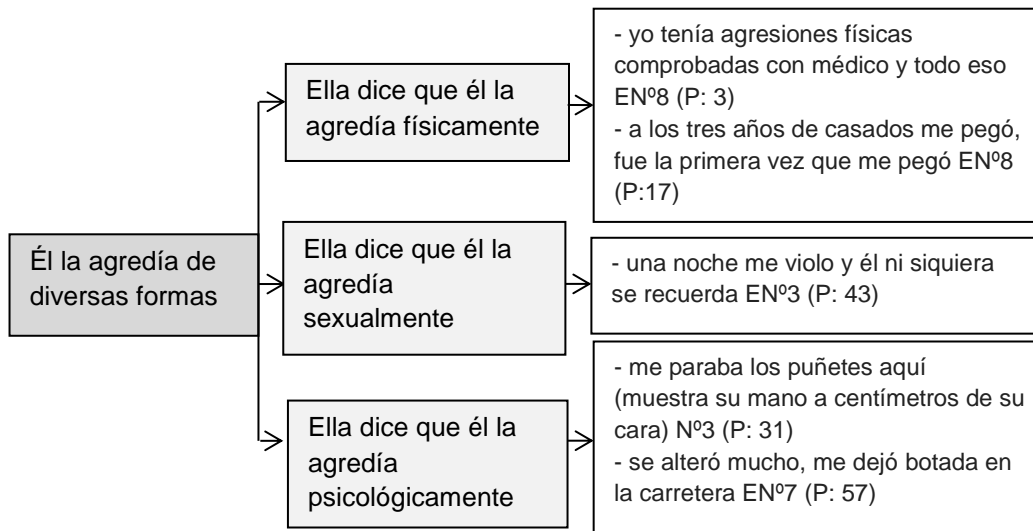 Él la agredía de
diversas formas
Ella dice que él la
agredía físicamente
- yo tenía agresiones físicas
comprobadas con médico y todo eso
ENº8 (P: 3)
- a los tres años de casados me pegó,
fue la primera vez que me pegó ENº8
(P:17)
Ella dice que él la
agredía
sexualmente
- una noche me violo y él ni siquiera
se recuerda ENº3 (P: 43)
Ella dice que él la
agredía
psicológicamente
- me paraba los puñetes aquí
(muestra su mano a centímetros de su
cara) Nº3 (P: 31)
- se alteró mucho, me dejó botada en
la carretera ENº7 (P: 57)